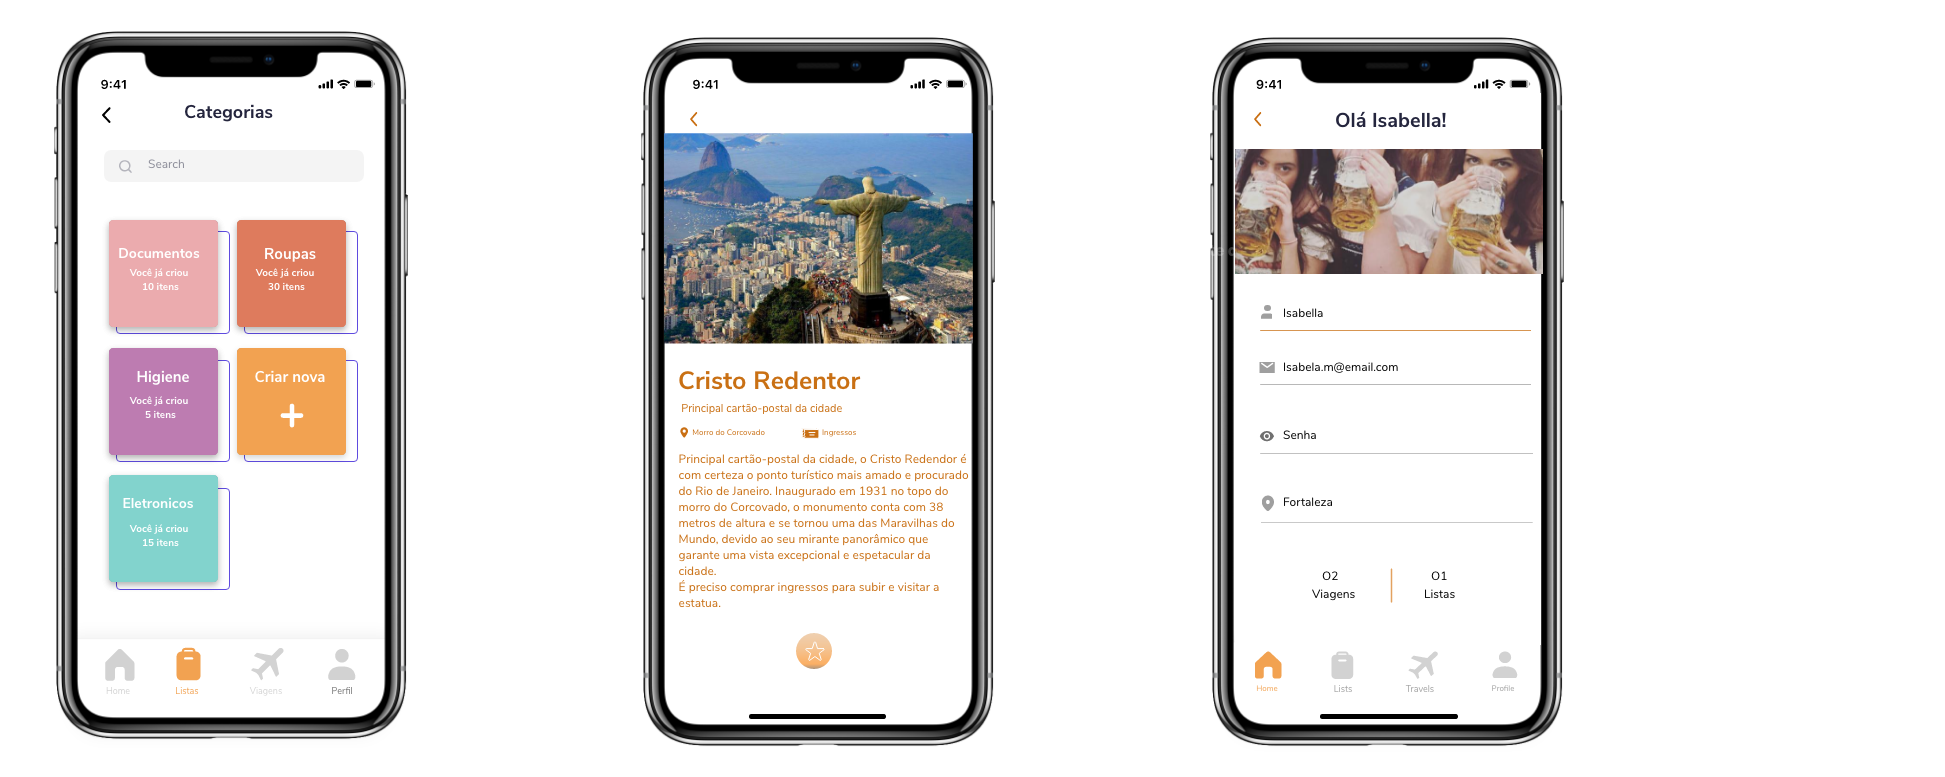 9:41
Categorias
Search
Documentos
Você já criou
10 itens
Roupas
Você já criou
30 itens
Higiene
Você já criou
5 itens
Criar nova
Eletronicos
Você já criou
15 itens
Home
Listas
Viagens
Perfil
9:41
Cristo Redentor
Principal cartão-postal da cidade
Morro do Corcovado
Ingressos
Principal cartão-postal da cidade, o Cristo Redendor é
com certeza o ponto turístico mais amado e procurado
do Rio de Janeiro. Inaugurado em 1931 no topo do
morro do Corcovado, o monumento conta com 38
metros de altura e se tornou uma das Maravilhas do
Mundo, devido ao seu mirante panorâmico que
garante uma vista excepcional e espetacular da
cidade.
É preciso comprar ingressos para subir e visitar a
estatua.
9:41
Olá Isabella!
Isabella
Isabela.m@email.com
Senha
Fortaleza
02
Viagens
01
Listas
Home
Lists
Travels
Profile